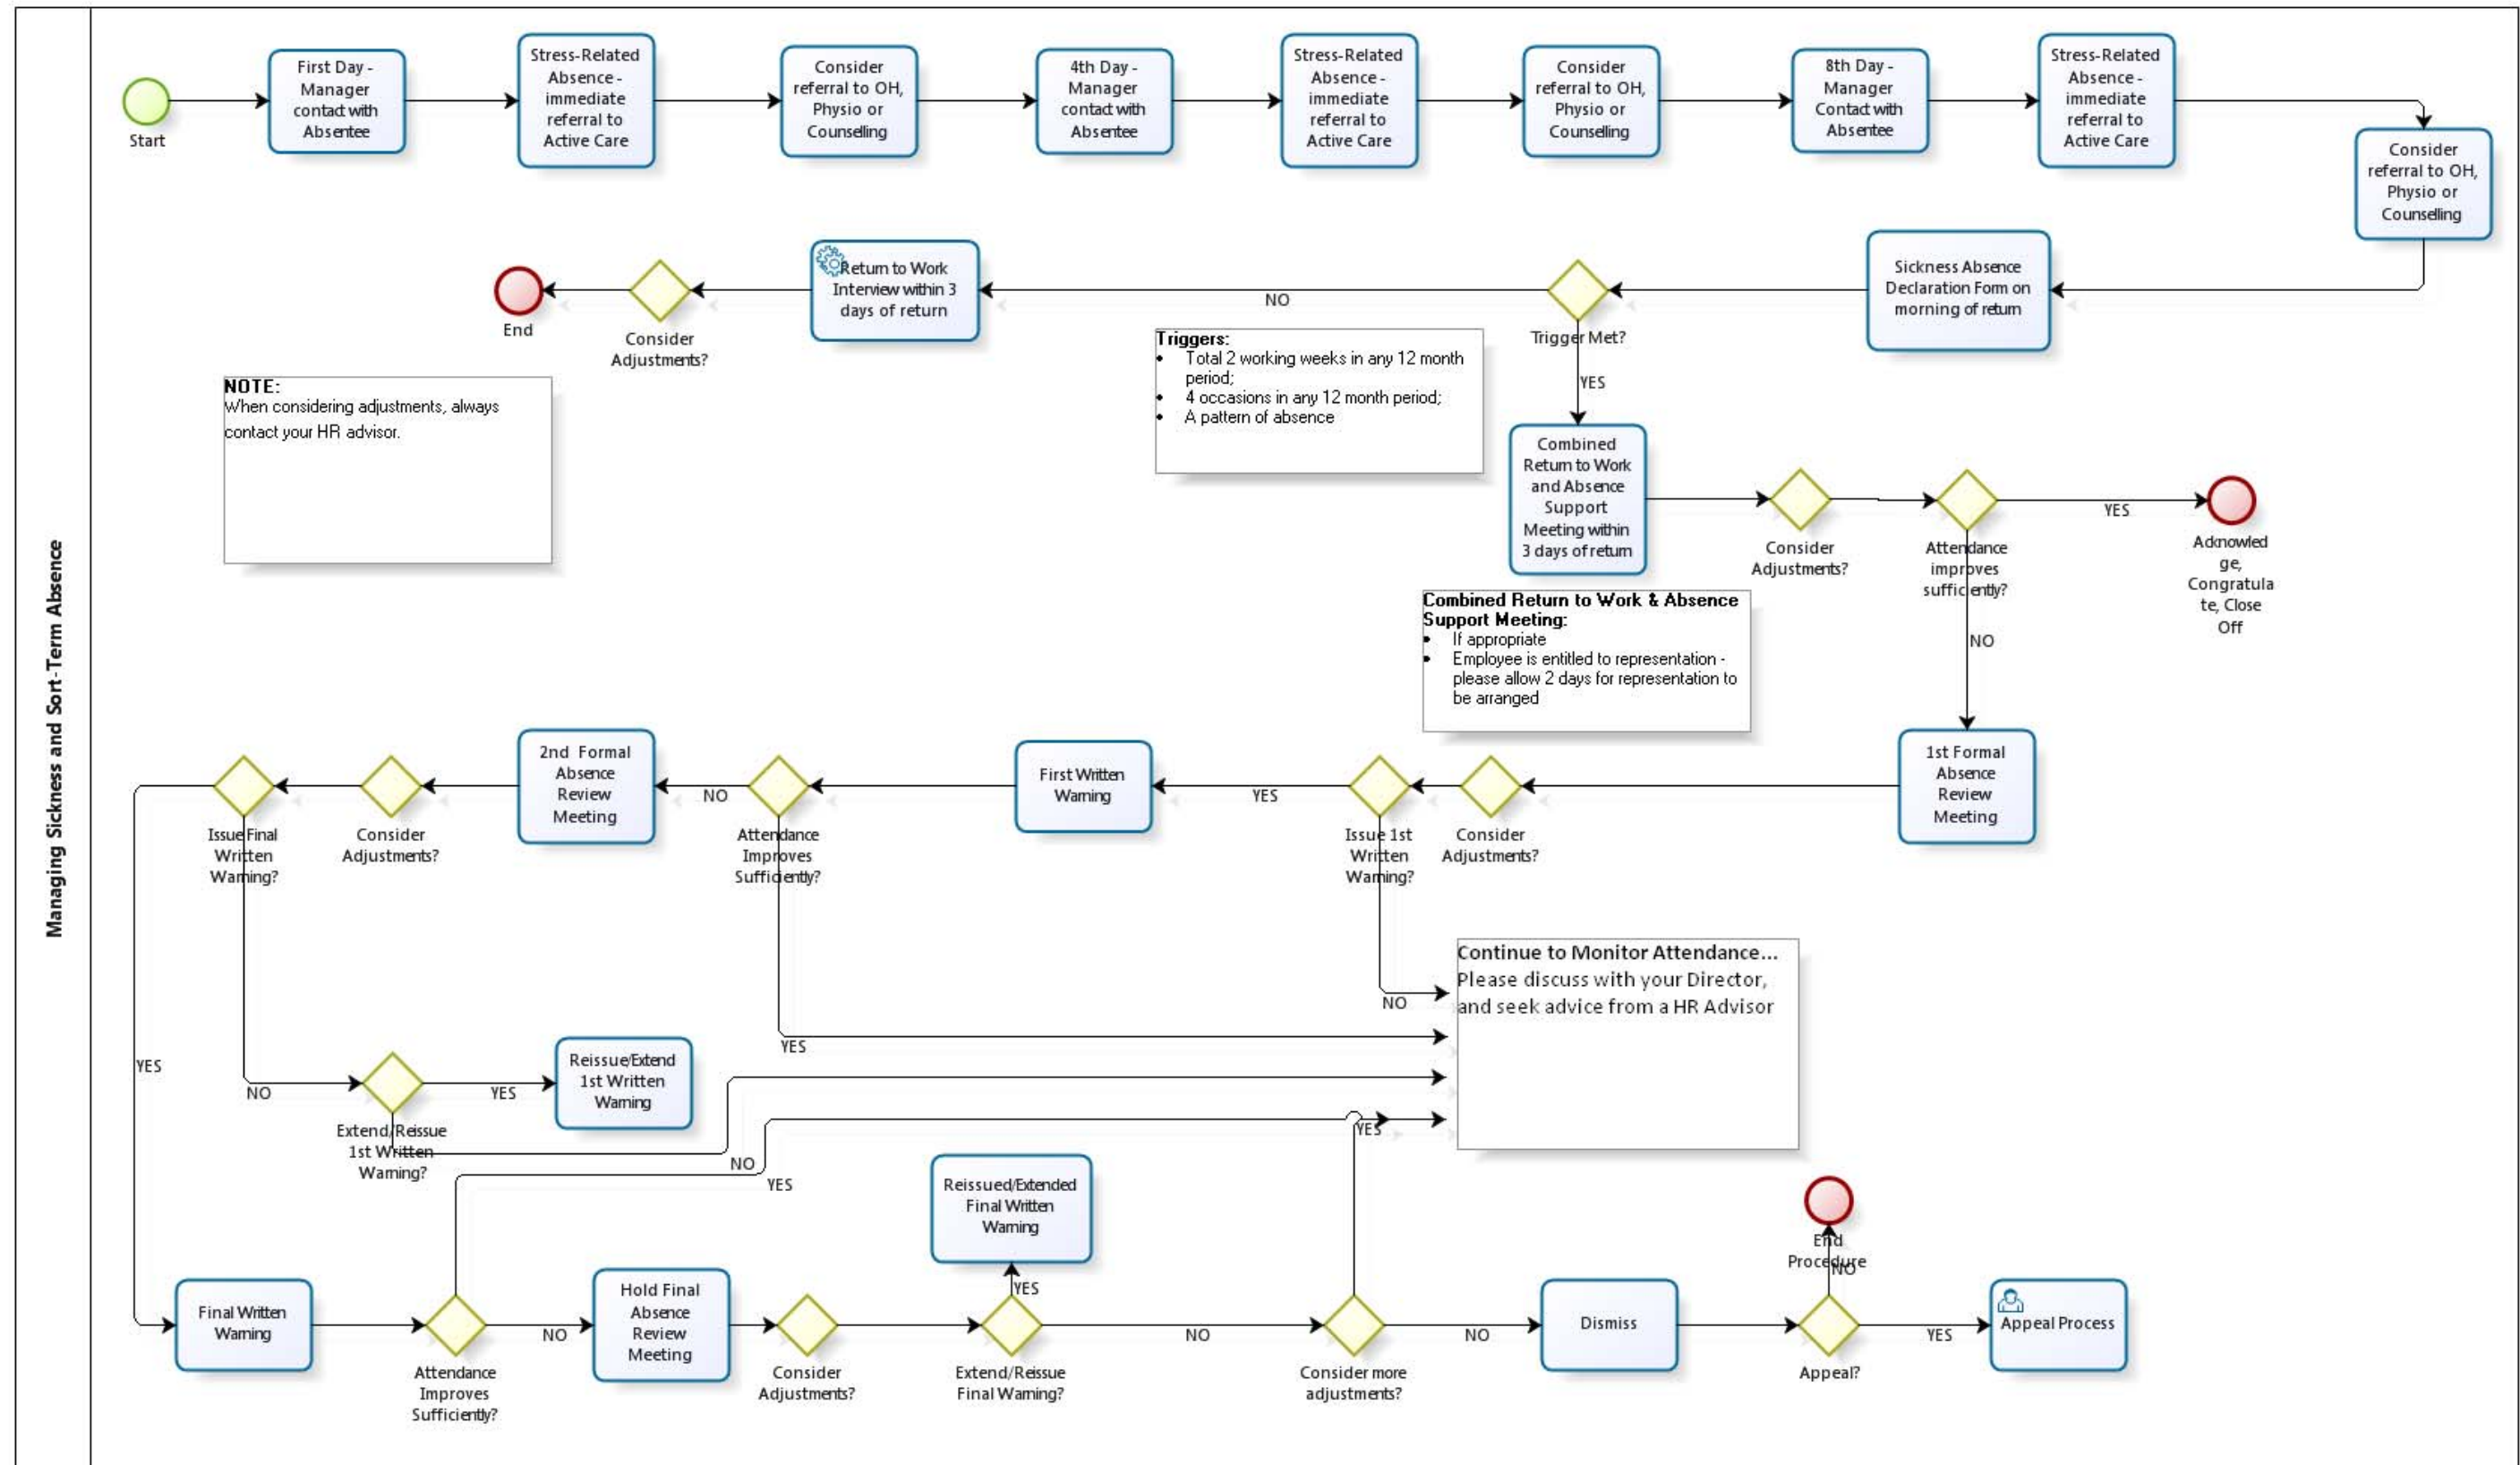 Managing Sickness and Sort-Term Absence
Start
First Day -
Manager
contact with
Absentee
Stress-Related
Absence -
immediate
referral to
Active Care
Consider
referral to OH,
Physio or
Counselling
4th Day -
Manager
contact with
Absentee
Stress-Related
Absence -
immediate
referral to
Active Care
Consider
referral to OH,
Physio or
Counselling
8th Day -
Manager
Contact with
Absentee
Stress-Related
Absence -
immediate
referral to
Active Care
Consider
referral to OH,
Physio or
Counselling
Sickness Absence
Declaration Form on
morning of return
Trigger Met?
NO
Return to Work
Interview within 3
days of return
Consider
Adjustments?
End
NOTE:
When considering adjustments, always
contact your HR advisor.
Triggers:
• Total 2 working weeks in any 12 month
period;
• 4 occasions in any 12 month period;
• A pattern of absence
YES
Combined
Return to Work
and Absence
Support
Meeting within
3 days of return
Consider
Adjustments?
Attendance
improves
sufficiently?
YES
Acknowled
ge,
Congratula
te, Close
Off
Combined Return to Work & Absence
Support Meeting:
• If appropriate
• Employee is entitled to representation -
please allow 2 days for representation to
be arranged
NO
1st Formal
Absence
Review
Meeting
Consider
Adjustments?
Issue 1st
Written
Warning?
YES
First Written
Warning
Attendance
Improves
Sufficiently?
NO
2nd Formal
Absence
Review
Meeting
Consider
Adjustments?
Issue Final
Written
Warning?
Continue to Monitor Attendance...
Please discuss with your Director,
and seek advice from a HR Advisor
NO
YES
YES
NO
Extend/Reissue
1st Written
Warning?
YES
Reissue/Extend
1st Written
Warning
NO
YES
YES
Reissued/Extended
Final Written
Warning
YES
Final Written
Warning
Attendance
Improves
Sufficiently?
NO
Hold Final
Absence
Review
Meeting
Consider
Adjustments?
Extend/Reissue
Final Warning?
NO
Consider more
adjustments?
NO
Dismiss
Appeal?
NO
End
Procedure
YES
Appeal Process